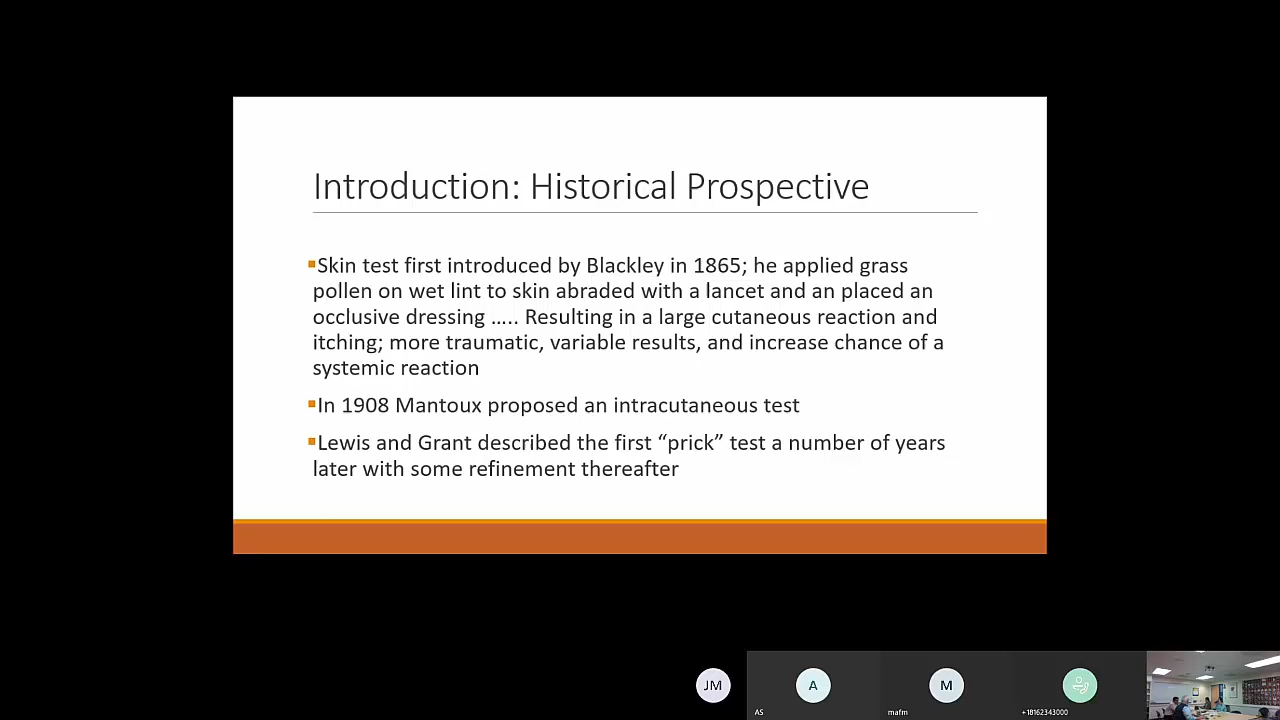 Introduction: Historical Prospective
▪Skin test first introduced by Blackley in 1865; he applied grass
pollen on wet lint to skin abraded with a lancet and an placed an
occlusive dressing ….. Resulting in a large cutaneous reaction and
itching; more traumatic, variable results, and increase chance of a
systemic reaction
▪In 1908 Mantoux proposed an intracutaneous test
▪Lewis and Grant described the first “prick” test a number of years
later with some refinement thereafter
JM
A
M
AS
mafm
+18162343000